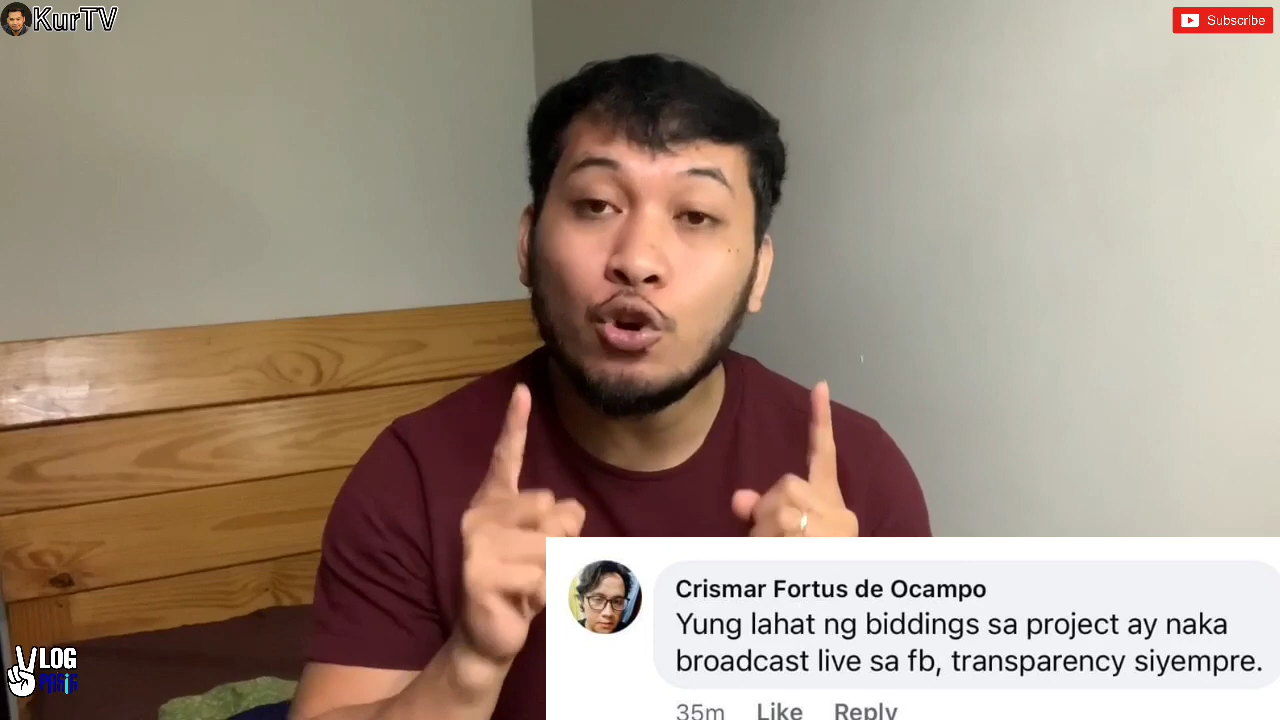 KurTV
Subscribe
Crismar Fortus de Ocampo
Yung lahat ng biddings sa project ay naka
broadcast live sa fb, transparency siyempre.
35m Like Reply
VLOG
PASIG